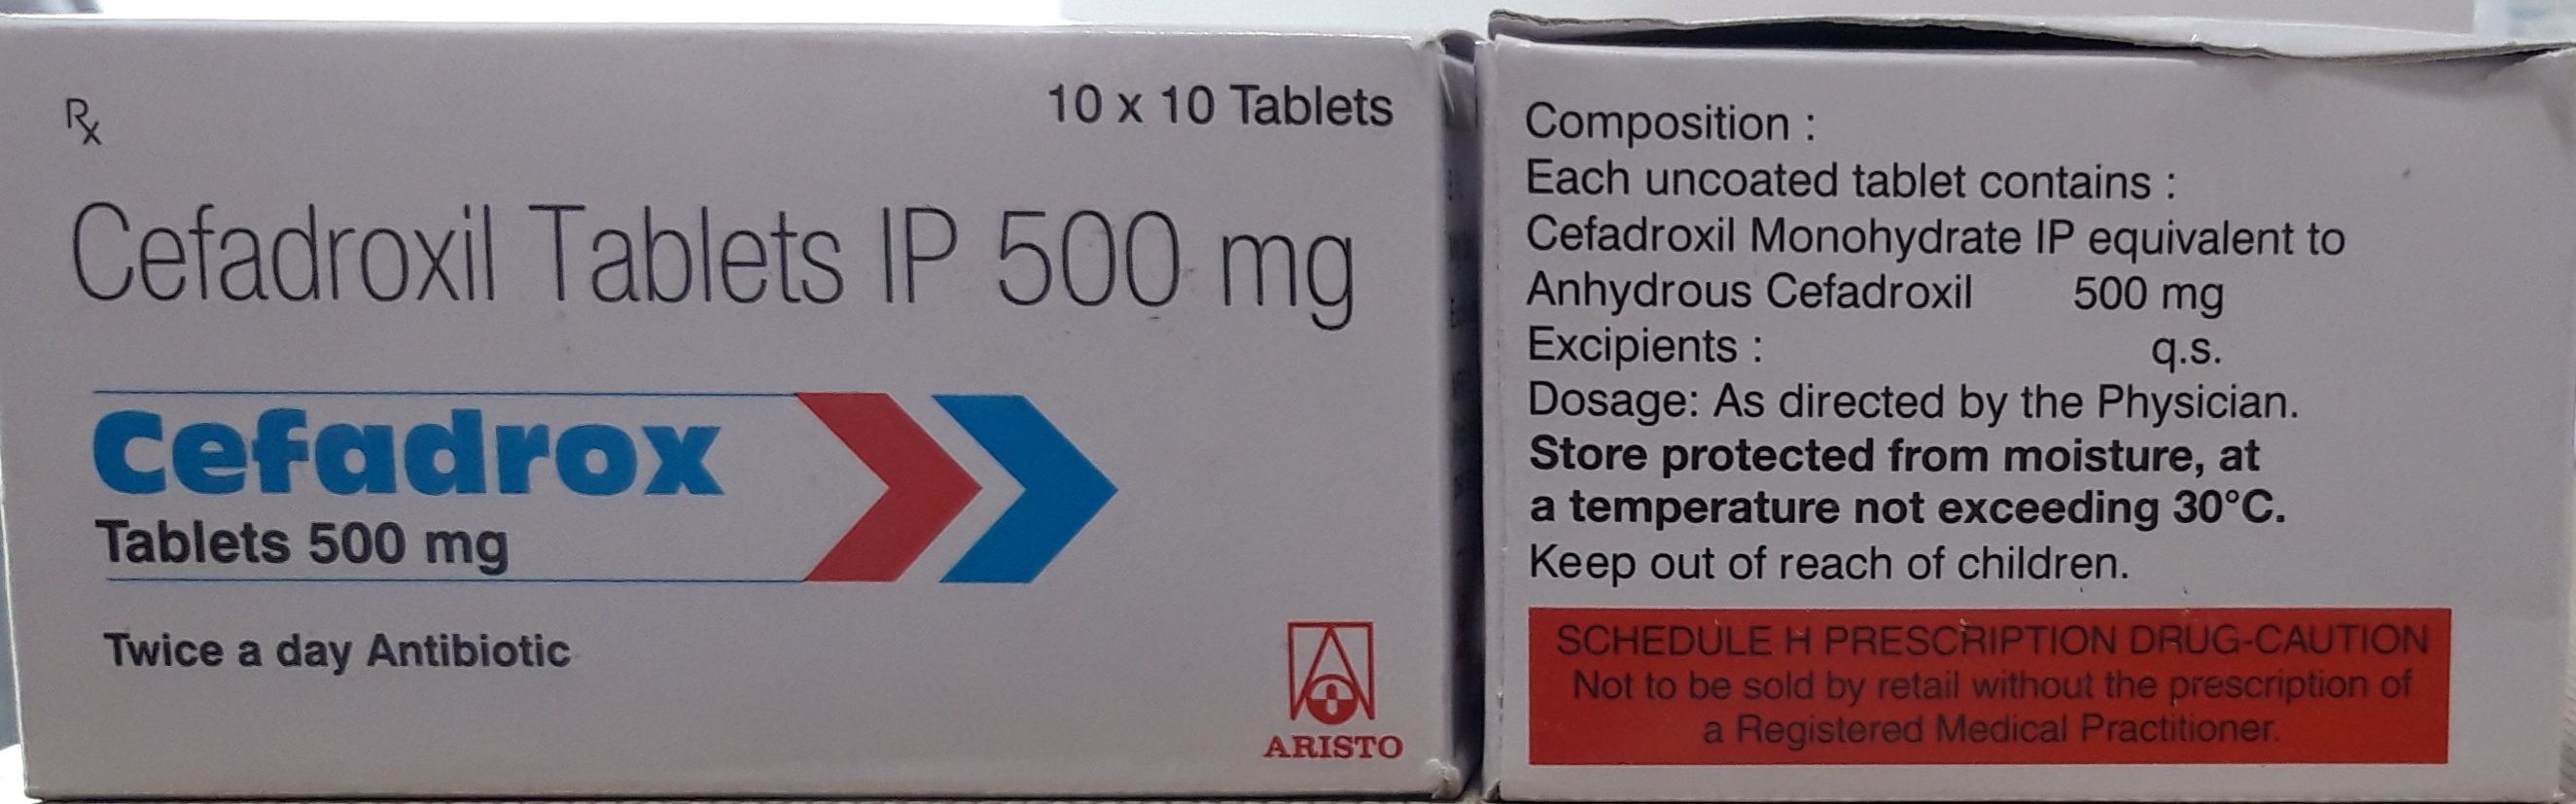 Rx
10 x 10 Tablets
Cefadroxil Tablets IP 500 mg
Cefadrox
Tablets 500 mg
Twice a day Antibiotic
ARISTO
Composition :
Each uncoated tablet contains :
Cefadroxil Monohydrate IP equivalent to
Anhydrous Cefadroxil 500 mg
Excipients : q.s.
Dosage: As directed by the Physician.
Store protected from moisture, at
a temperature not exceeding 30°C.
Keep out of reach of children.
SCHEDULE H PRESCRIPTION DRUG-CAUTION
Not to be sold by retail without the prescription of
a Registered Medical Practitioner.